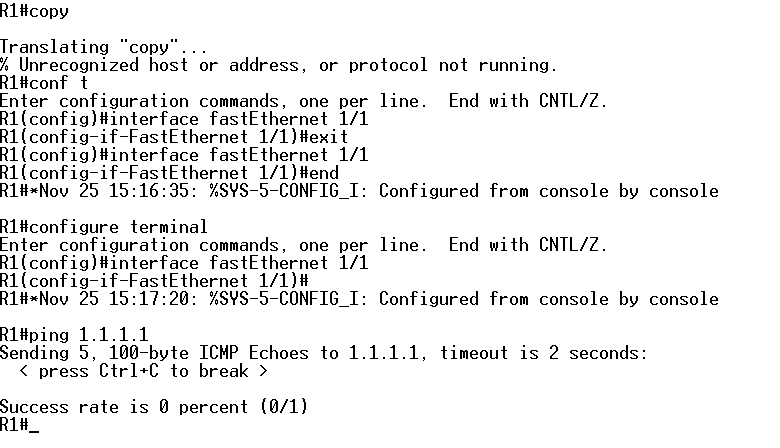 R1#copy
Translating "copy"...
% Unrecognized host or address, or protocol not running.
R1#conf t
Enter configuration commands, one per line.  End with CNTL/Z.
R1(config)#interface fastEthernet 1/1
R1(config-if-FastEthernet 1/1)#exit
R1(config)#interface fastEthernet 1/1
R1(config-if-FastEthernet 1/1)#end
R1#*Nov 25 15:16:35: %SYS-5-CONFIG_I: Configured from console by console
R1#configure terminal
Enter configuration commands, one per line.  End with CNTL/Z.
R1(config)#interface fastEthernet 1/1
R1(config-if-FastEthernet 1/1)#
R1#*Nov 25 15:17:20: %SYS-5-CONFIG_I: Configured from console by console
R1#ping 1.1.1.1
Sending 5, 100-byte ICMP Echoes to 1.1.1.1, timeout is 2 seconds:
  < press Ctrl+C to break >
Success rate is 0 percent (0/1)
R1#_